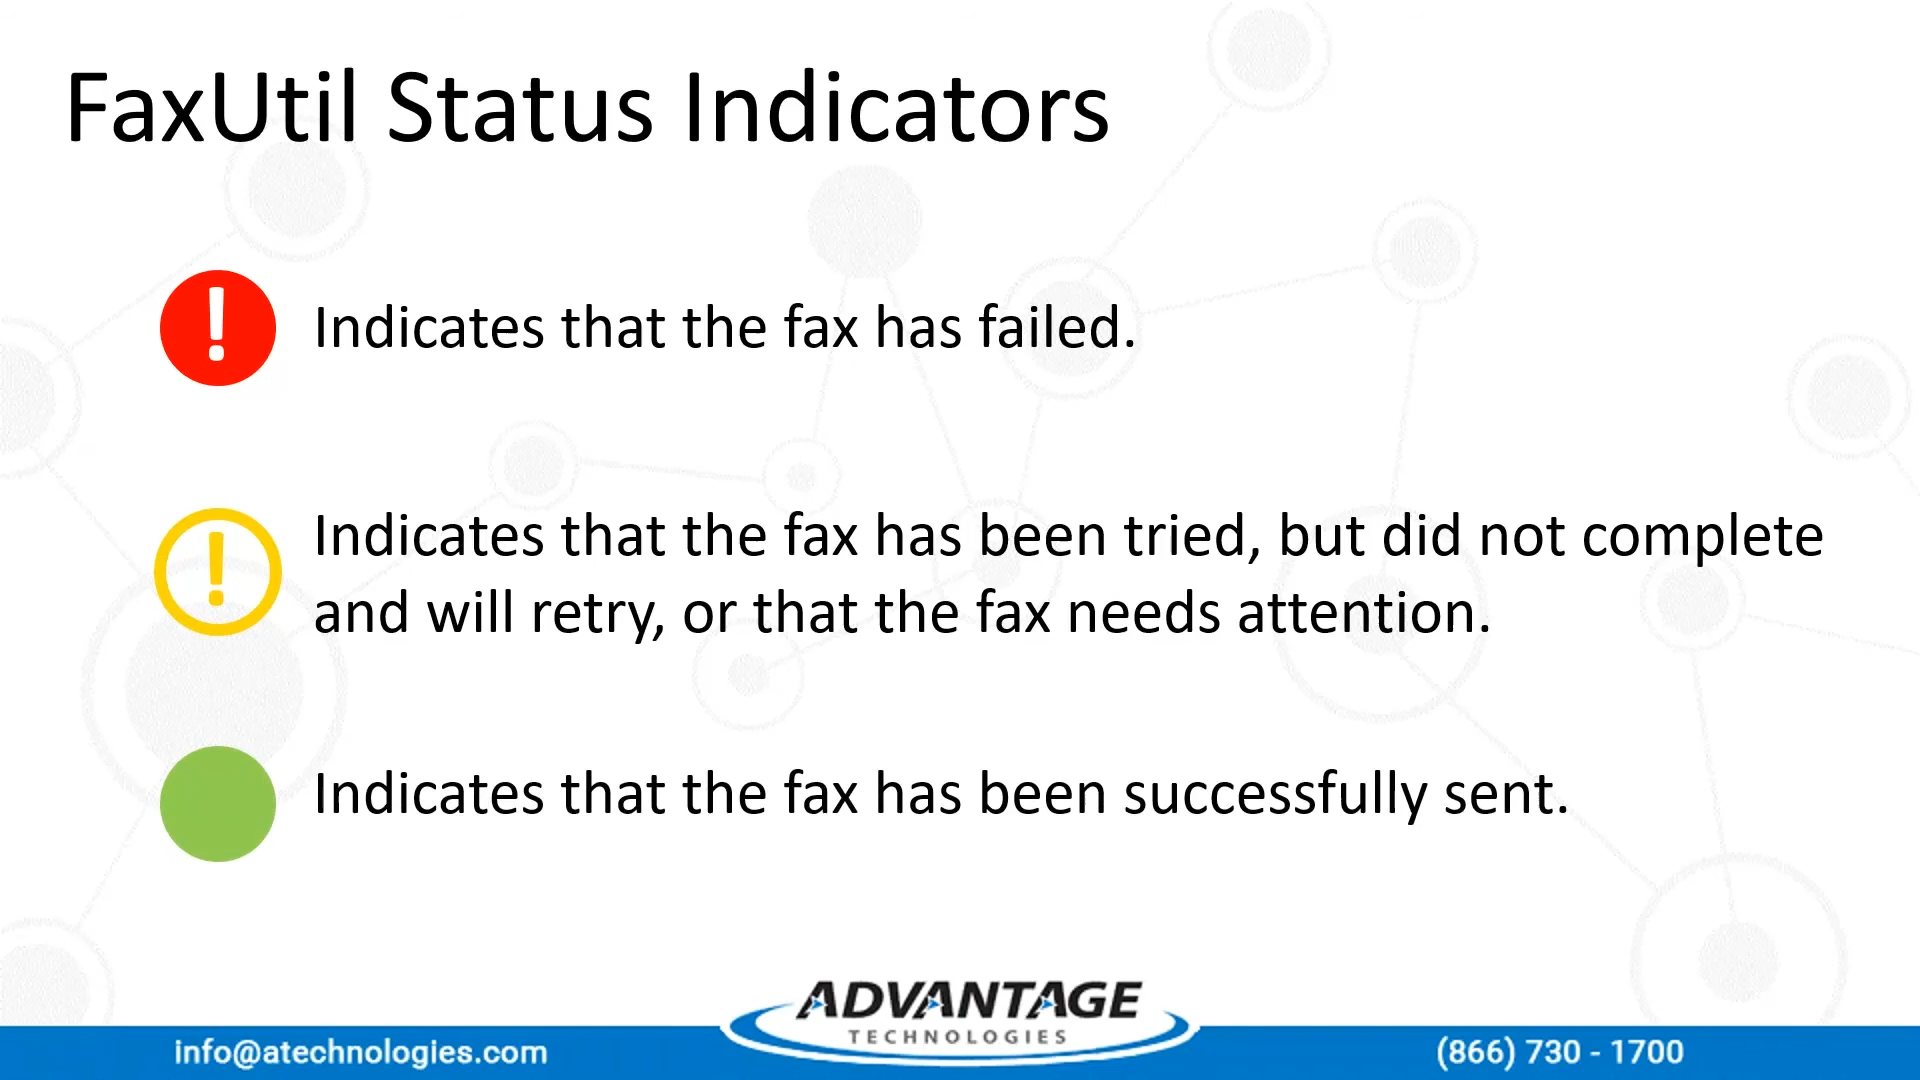 FaxUtil Status Indicators
!
Indicates that the fax has failed.
!
Indicates that the fax has been tried, but did not complete
and will retry, or that the fax needs attention.
Indicates that the fax has been successfully sent.
ADVANTAGE
TECHNOLOGIES
info@atechnologies.com
(866) 730 - 1700